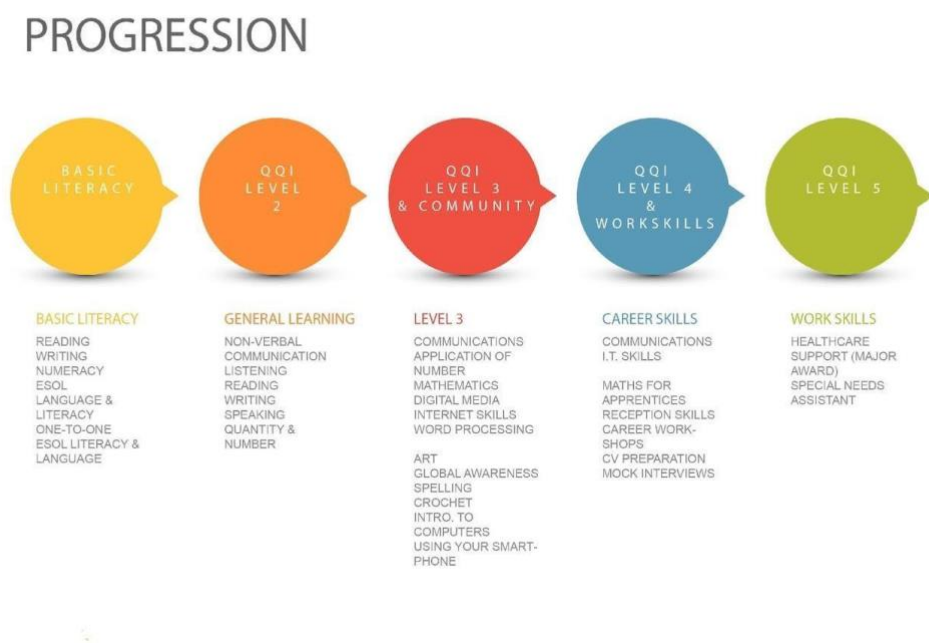 PROGRESSION
BASIC
LITERACY
QQI
LEVEL
2
QQI
LEVEL 3
& COMMUNITY
QQI
LEVEL 4
&
WORKSKILLS
QQI
LEVEL 5
BASIC LITERACY
READING
WRITING
NUMERACY
ESOL
LANGUAGE &
LITERACY
ONE-TO-ONE
ESOL LITERACY &
LANGUAGE
GENERAL LEARNING
NON-VERBAL
COMMUNICATION
LISTENING
READING
WRITING
SPEAKING
QUANTITY &
NUMBER
LEVEL 3
COMMUNICATIONS
APPLICATION OF
NUMBER
MATHEMATICS
DIGITAL MEDIA
INTERNET SKILLS
WORD PROCESSING
ART
GLOBAL AWARENESS
SPELLING
CROCHET
INTRO. TO
COMPUTERS
USING YOUR SMART-
PHONE
CAREER SKILLS
COMMUNICATIONS
I.T. SKILLS
MATHS FOR
APPRENTICES
RECEPTION SKILLS
CAREER WORK-
SHOPS
CV PREPARATION
MOCK INTERVIEWS
WORK SKILLS
HEALTHCARE
SUPPORT (MAJOR
AWARD)
SPECIAL NEEDS
ASSISTANT